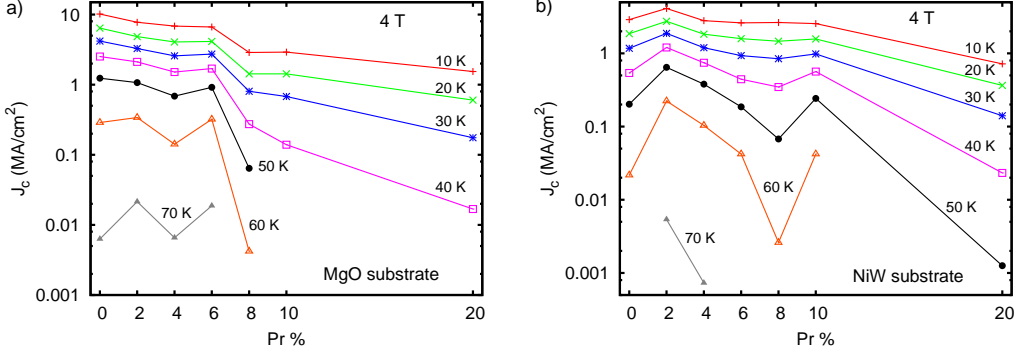 a)
4 T
10
1
0.1
0.01
0.001
J_c (MA/cm^2)
10 K
20 K
30 K
50 K
40 K
70 K
60 K
MgO substrate
0 2 4 6 8 10 20
Pr %
b)
4 T
1
0.1
0.01
0.001
J_c (MA/cm^2)
10 K
20 K
30 K
40 K
60 K
50 K
70 K
NiW substrate
0 2 4 6 8 10 20
Pr %